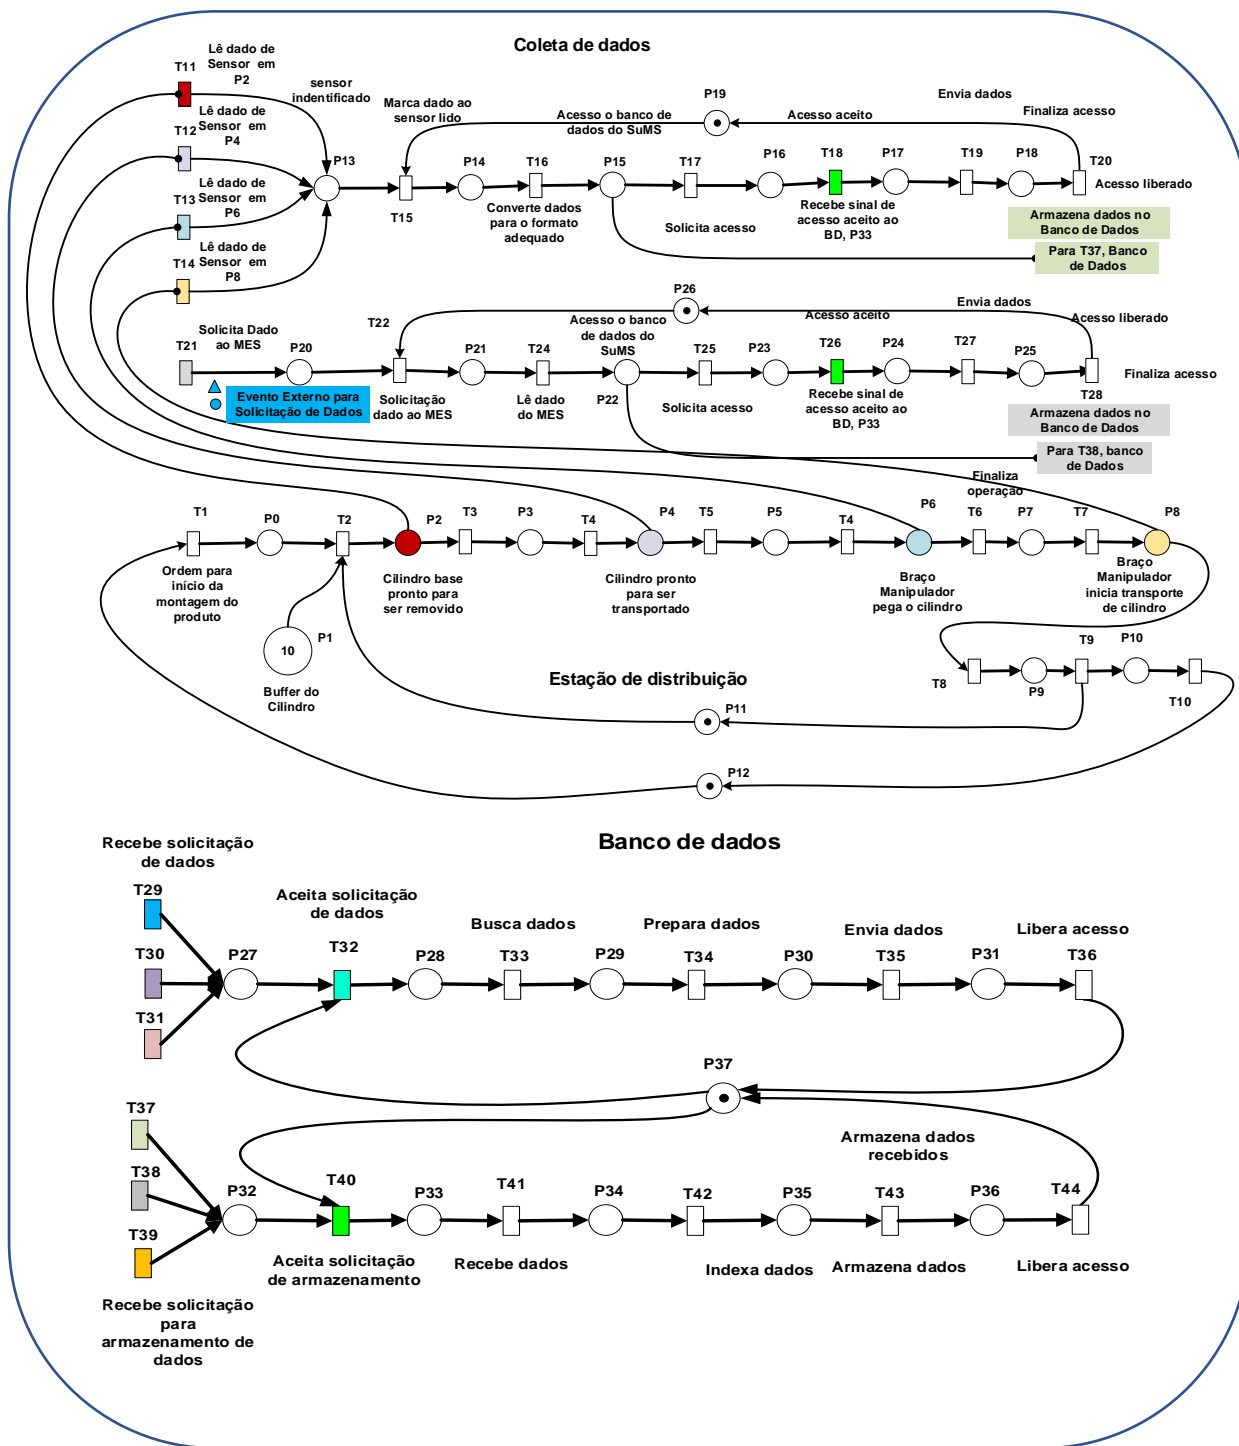 Coleta de dados
T11
Lê dado de
Sensor em
P2
sensor
indentificado
Marca dado ao
sensor lido
Acesso o banco de
dados do SuMS
P19
Acesso aceito
Envia dados
Finaliza acesso
T12
Lê dado de
Sensor em
P4
P13
T15
P14
T16
P15
T17
P16
T18
P17
T19
P18
T20
Acesso liberado
Converte dados
para o formato
adequado
Solicita acesso
Recebe sinal de
acesso aceito ao
BD, P33
Armazena dados no
Banco de Dados
Para T37, Banco
de Dados
T13
Lê dado de
Sensor em
P6
T14
Lê dado de
Sensor em
P8
P26
Envia dados
Acesso liberado
Solicita Dado
ao MES
T21
P20
T22
P21
T24
Acesso o banco
de dados do
SuMS
P22
T25
P23
Acesso aceito
T26
P24
T27
P25
T28
Finaliza acesso
Evento Externo para
Solicitação de Dados
Solicitação
dado ao MES
Lê dado
do MES
Solicita acesso
Recebe sinal de
acesso aceito ao
BD, P33
Armazena dados no
Banco de Dados
Para T38, banco
de Dados
Finaliza
operação
T1
P0
T2
P2
T3
P3
T4
P4
T5
P5
T4
P6
T6
P7
T7
P8
Ordem para
início da
montagem do
produto
Cilindro base
pronto para
ser removido
Cilindro pronto
para ser
transportado
Braço
Manipulador
pega o cilindro
Braço
Manipulador
inicia transporte
de cilindro
10
P1
Buffer do
Cilindro
Estação de distribuição
T8
P9
T9
P10
T10
P11
P12
Banco de dados
Recebe solicitação
de dados
T29
T30
T31
P27
Aceita solicitação
de dados
T32
P28
Busca dados
T33
P29
Prepara dados
T34
P30
Envia dados
T35
P31
Libera acesso
T36
P37
T37
T38
T39
P32
T40
P33
T41
P34
T42
P35
Armazena dados
recebidos
T43
P36
T44
Aceita solicitação
de armazenamento
Recebe dados
Indexa dados
Armazena dados
Libera acesso
Recebe solicitação
para
armazenamento de
dados